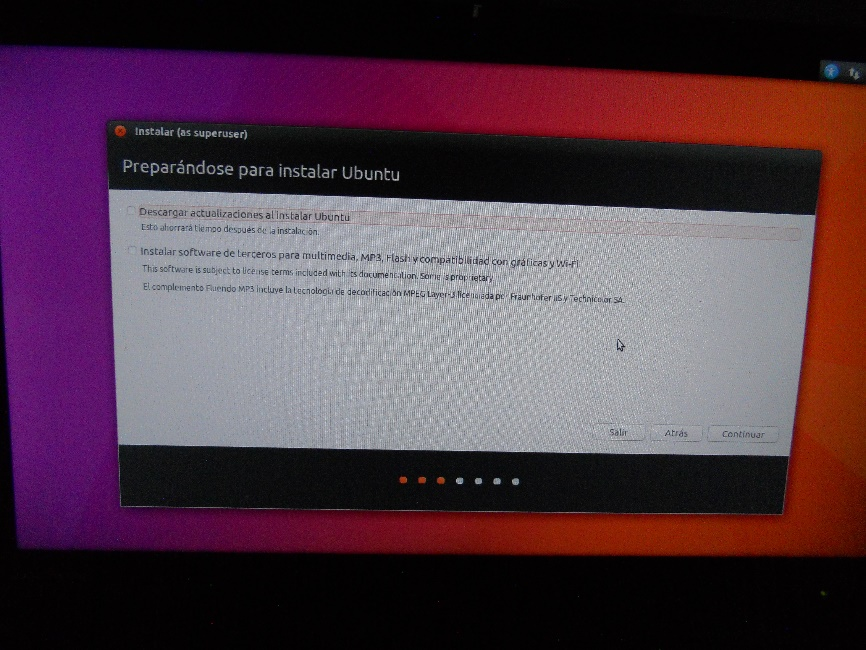 Instalar (as superuser)
Preparándose para instalar Ubuntu
Descargar actualizaciones al instalar Ubuntu
Esto ahorrará tiempo después de la instalación.
Instalar software de terceros para multimedia, MP3, Flash y compatibilidad con gráficas y Wi-Fi
This software is subject to license terms included with its documentation. Some is proprietary.
El complemento Fluendo MP3 incluye la tecnología de decodificación MPEG Layer-3 licenciada por Fraunhofer IIS y Technicolor SA.
Salir Atrás Continuar